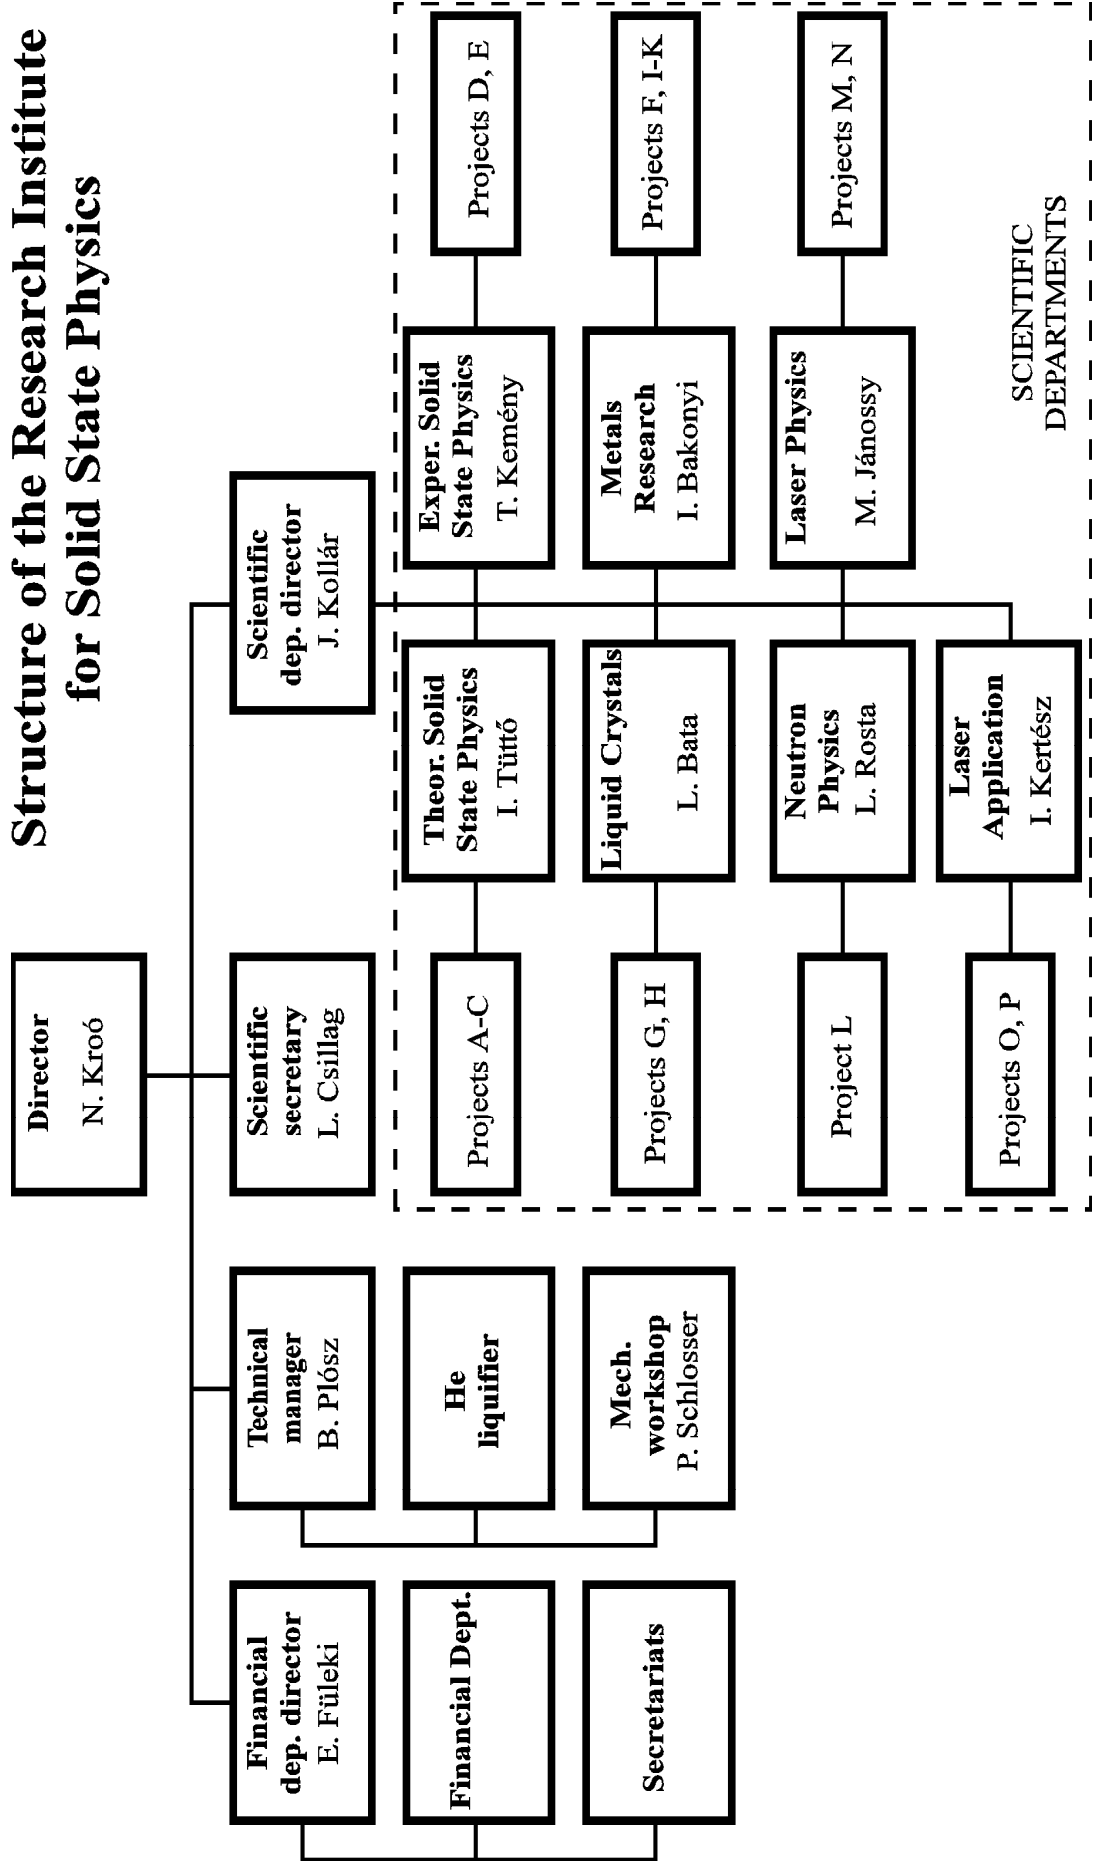 Structure of the Research Institute
for Solid State Physics
Director
N. Kroó
Financial
dep. director
E. Füleki
Technical
manager
B. Plósz
Scientific
secretary
L. Csillag
Scientific
dep. director
J. Kollár
Financial Dept.
He
liquifier
Projects A-C
Theor. Solid
State Physics
I. Tüttő
Exper. Solid
State Physics
T. Kemény
Projects D, E
Secretariats
Mech.
workshop
P. Schlosser
Projects G, H
Liquid Crystals
L. Bata
Metals
Research
I. Bakonyi
Projects F, I-K
Project L
Neutron
Physics
L. Rosta
Laser Physics
M. Jánossy
Projects M, N
Projects O, P
Laser
Application
I. Kertész
SCIENTIFIC
DEPARTMENTS